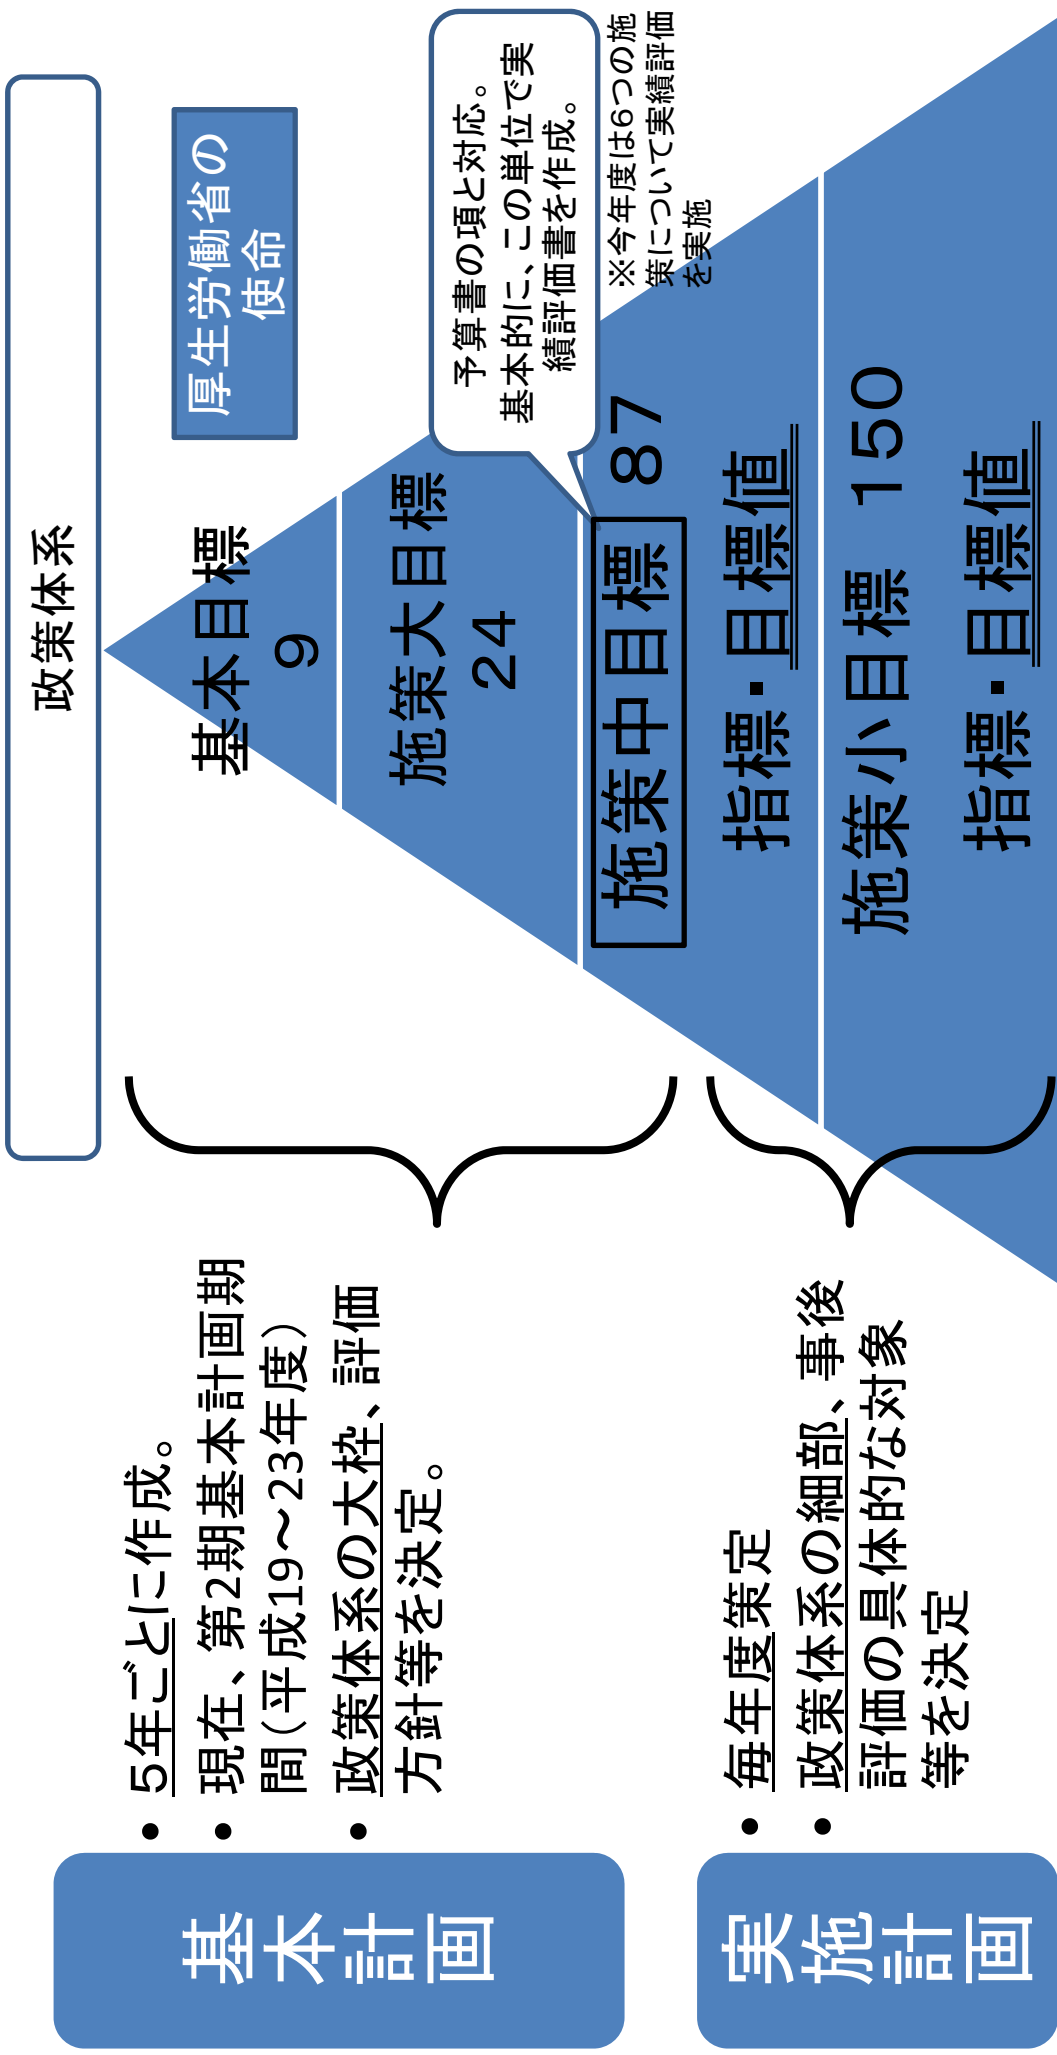 政策体系
基本計画
・ 5年ごとに作成。
・ 現在、第2期基本計画期
間(平成19~23年度)
・ 政策体系の大枠、評価
方針等を決定。
実施計画
・ 毎年度策定
・ 政策体系の細部、事後
評価の具体的な対象
等を決定
厚生労働省の
使命
基本目標
9
施策大目標
24
予算書の項と対応。
基本的に、この単位で実
績評価書を作成。
※今年度は6つの施
策について実績評価
を実施
施策中目標 87
指標・目標値
施策小目標 150
指標・目標値